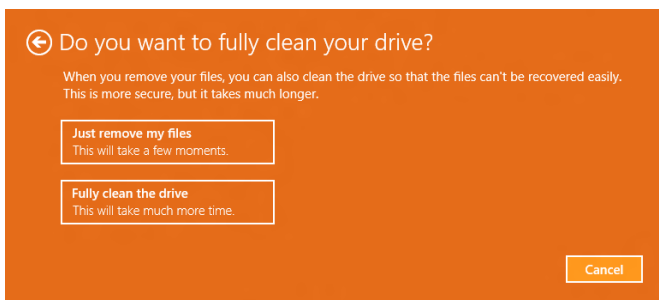 Do you want to fully clean your drive?
When you remove your files, you can also clean the drive so that the files can't be recovered easily.
This is more secure, but it takes much longer.
Just remove my files
This will take a few moments.
Fully clean the drive
This will take much more time.
Cancel